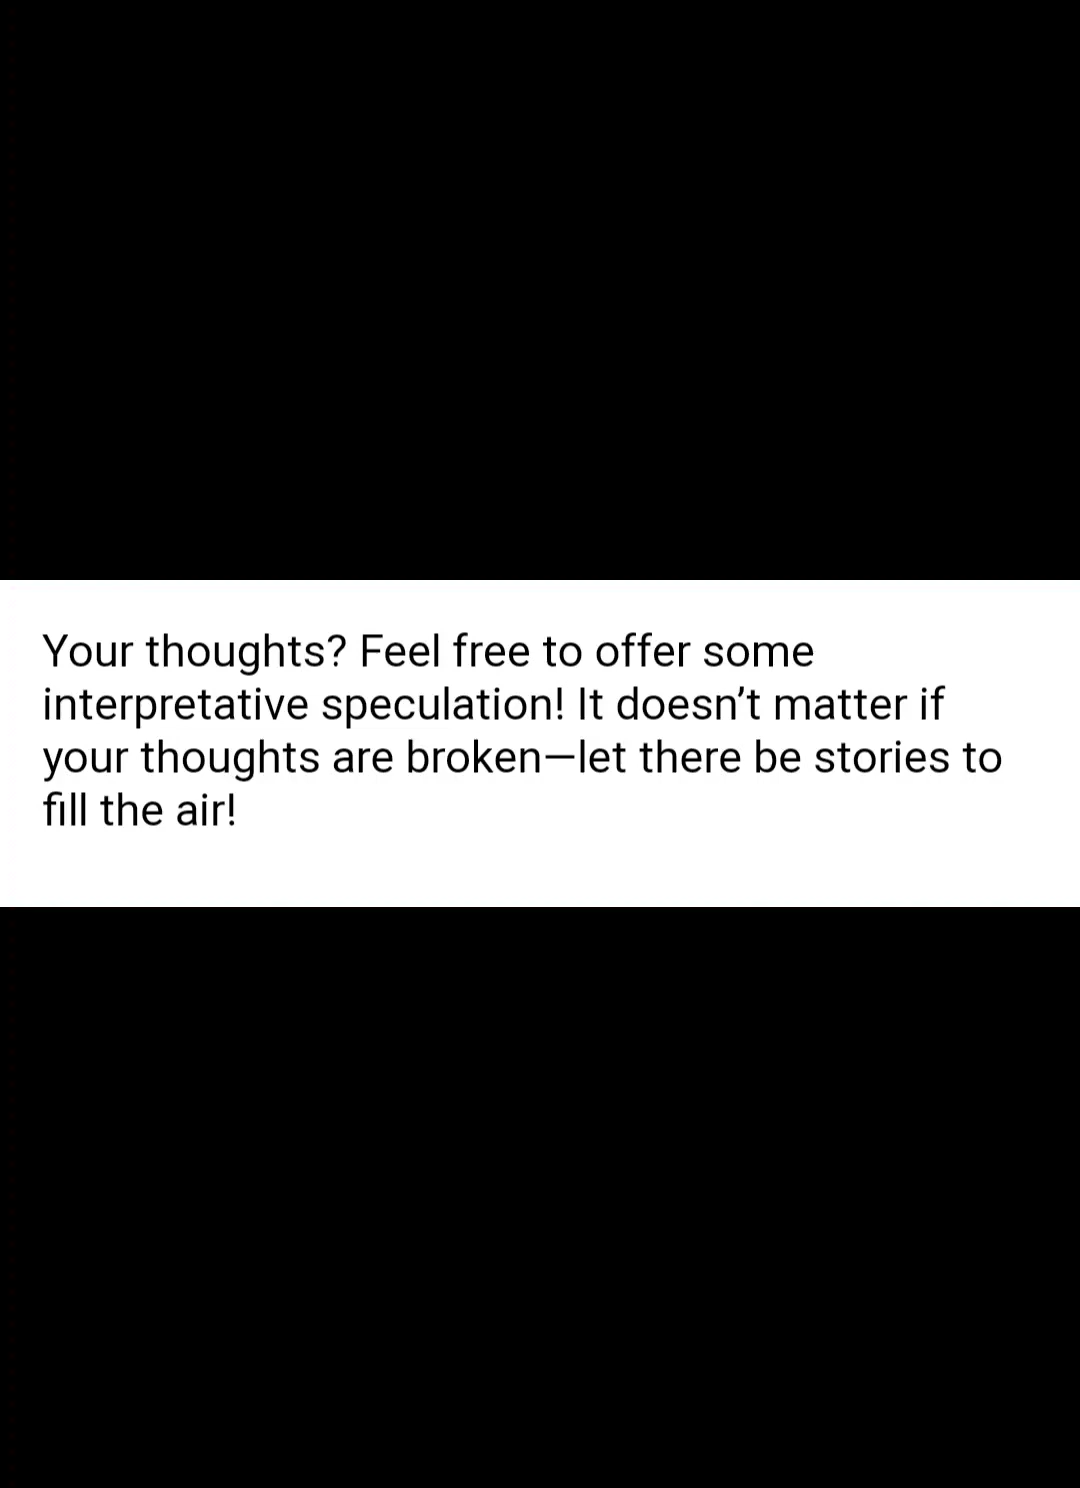 Your thoughts? Feel free to offer some
interpretative speculation! It doesn’t matter if
your thoughts are broken—let there be stories to
fill the air!